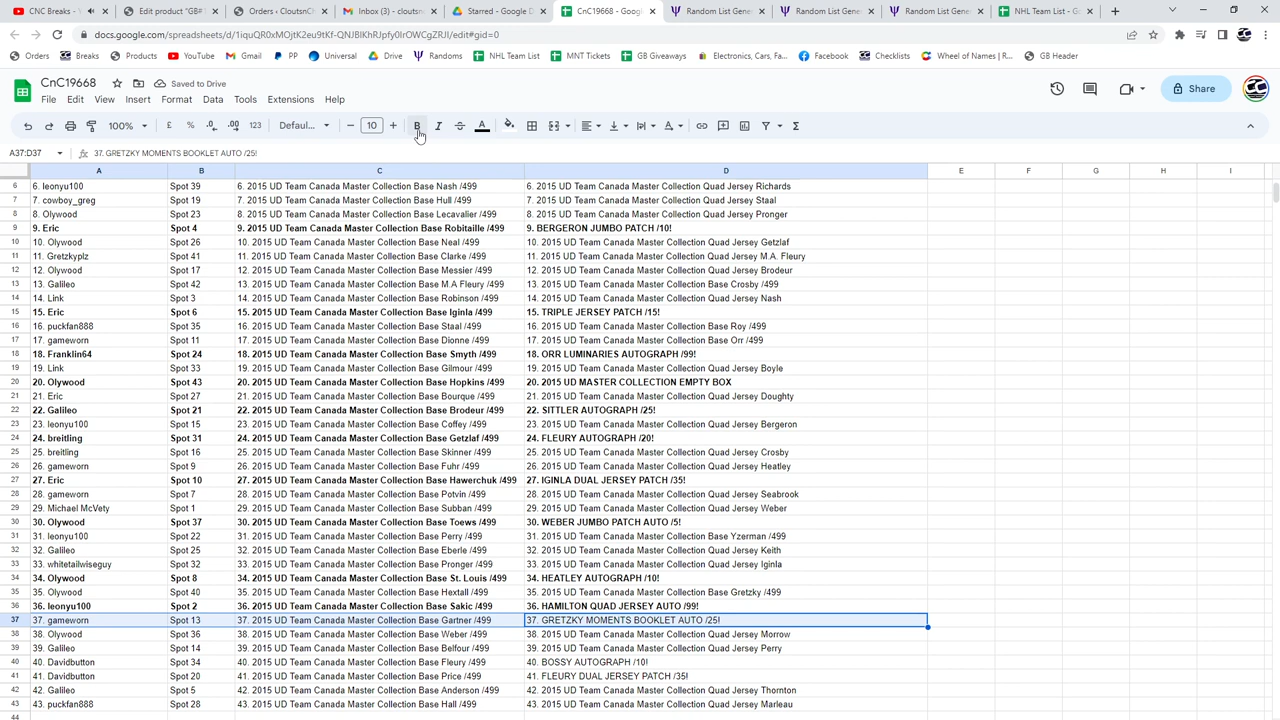 CNC Breaks - Y
Edit product "GB#
Orders ‹ CloutsnCh
Inbox (3) - cloutsn
Starred - Google D
CnC19668 - Goog
Random List Gene
Random List Gene
Random List Gene
NHL Team List - G
docs.google.com/spreadsheets/d/1iquQR0xMOjtK2eu9tKf-QNJBIKhRJpfy0IrOWCgZRJI/edit#gid=0
Orders Breaks Products YouTube Gmail PP Universal Drive Randoms NHL Team List MNT Tickets GB Giveaways Electronics, Cars, Fa... Facebook Checklists Wheel of Names | R... GB Header
CnC19668 Saved to Drive
File Edit View Insert Format Data Tools Extensions Help
Share
100% £ % .0 .00 123 Defaul... 10 B I S A Σ
A37:D37 fx 37. GRETZKY MOMENTS BOOKLET AUTO /25!
A B C D E F G H I
6 6. leonyu100 Spot 39 6. 2015 UD Team Canada Master Collection Base Nash /499 6. 2015 UD Team Canada Master Collection Quad Jersey Richards
7 7. cowboy_greg Spot 19 7. 2015 UD Team Canada Master Collection Base Hull /499 7. 2015 UD Team Canada Master Collection Quad Jersey Staal
8 8. Olywood Spot 23 8. 2015 UD Team Canada Master Collection Base Lecavalier /499 8. 2015 UD Team Canada Master Collection Quad Jersey Pronger
9 9. Eric Spot 4 9. 2015 UD Team Canada Master Collection Base Robitaille /499 9. BERGERON JUMBO PATCH /10!
10 10. Olywood Spot 26 10. 2015 UD Team Canada Master Collection Base Neal /499 10. 2015 UD Team Canada Master Collection Quad Jersey Getzlaf
11 11. Gretzkyplz Spot 41 11. 2015 UD Team Canada Master Collection Base Clarke /499 11. 2015 UD Team Canada Master Collection Quad Jersey M.A. Fleury
12 12. Olywood Spot 17 12. 2015 UD Team Canada Master Collection Base Messier /499 12. 2015 UD Team Canada Master Collection Quad Jersey Brodeur
13 13. Galileo Spot 42 13. 2015 UD Team Canada Master Collection Base M.A Fleury /499 13. 2015 UD Team Canada Master Collection Base Crosby /499
14 14. Link Spot 3 14. 2015 UD Team Canada Master Collection Base Robinson /499 14. 2015 UD Team Canada Master Collection Quad Jersey Nash
15 15. Eric Spot 6 15. 2015 UD Team Canada Master Collection Base Iginla /499 15. TRIPLE JERSEY PATCH /15!
16 16. puckfan888 Spot 35 16. 2015 UD Team Canada Master Collection Base Staal /499 16. 2015 UD Team Canada Master Collection Base Roy /499
17 17. gameworn Spot 11 17. 2015 UD Team Canada Master Collection Base Dionne /499 17. 2015 UD Team Canada Master Collection Base Orr /499
18 18. Franklin64 Spot 24 18. 2015 UD Team Canada Master Collection Base Smyth /499 18. ORR LUMINARIES AUTOGRAPH /99!
19 19. Link Spot 33 19. 2015 UD Team Canada Master Collection Base Gilmour /499 19. 2015 UD Team Canada Master Collection Quad Jersey Boyle
20 20. Olywood Spot 43 20. 2015 UD Team Canada Master Collection Base Hopkins /499 20. 2015 UD MASTER COLLECTION EMPTY BOX
21 21. Eric Spot 27 21. 2015 UD Team Canada Master Collection Base Bourque /499 21. 2015 UD Team Canada Master Collection Quad Jersey Doughty
22 22. Galileo Spot 21 22. 2015 UD Team Canada Master Collection Base Brodeur /499 22. SITTLER AUTOGRAPH /25!
23 23. leonyu100 Spot 15 23. 2015 UD Team Canada Master Collection Base Coffey /499 23. 2015 UD Team Canada Master Collection Quad Jersey Bergeron
24 24. breitling Spot 31 24. 2015 UD Team Canada Master Collection Base Getzlaf /499 24. FLEURY AUTOGRAPH /20!
25 25. breitling Spot 16 25. 2015 UD Team Canada Master Collection Base Skinner /499 25. 2015 UD Team Canada Master Collection Quad Jersey Crosby
26 26. gameworn Spot 9 26. 2015 UD Team Canada Master Collection Base Fuhr /499 26. 2015 UD Team Canada Master Collection Quad Jersey Heatley
27 27. Eric Spot 10 27. 2015 UD Team Canada Master Collection Base Hawerchuk /499 27. IGINLA DUAL JERSEY PATCH /35!
28 28. gameworn Spot 7 28. 2015 UD Team Canada Master Collection Base Potvin /499 28. 2015 UD Team Canada Master Collection Quad Jersey Seabrook
29 29. Michael McVety Spot 1 29. 2015 UD Team Canada Master Collection Base Subban /499 29. 2015 UD Team Canada Master Collection Quad Jersey Weber
30 30. Olywood Spot 37 30. 2015 UD Team Canada Master Collection Base Toews /499 30. WEBER JUMBO PATCH AUTO /5!
31 31. leonyu100 Spot 22 31. 2015 UD Team Canada Master Collection Base Perry /499 31. 2015 UD Team Canada Master Collection Base Yzerman /499
32 32. Galileo Spot 25 32. 2015 UD Team Canada Master Collection Base Eberle /499 32. 2015 UD Team Canada Master Collection Quad Jersey Keith
33 33. whitetailwiseguy Spot 32 33. 2015 UD Team Canada Master Collection Base Pronger /499 33. 2015 UD Team Canada Master Collection Quad Jersey Iginla
34 34. Olywood Spot 8 34. 2015 UD Team Canada Master Collection Base St. Louis /499 34. HEATLEY AUTOGRAPH /10!
35 35. Olywood Spot 40 35. 2015 UD Team Canada Master Collection Base Hextall /499 35. 2015 UD Team Canada Master Collection Base Gretzky /499
36 36. leonyu100 Spot 2 36. 2015 UD Team Canada Master Collection Base Sakic /499 36. HAMILTON QUAD JERSEY AUTO /99!
37 37. gameworn Spot 13 37. 2015 UD Team Canada Master Collection Base Gartner /499 37. GRETZKY MOMENTS BOOKLET AUTO /25!
38 38. Olywood Spot 36 38. 2015 UD Team Canada Master Collection Base Weber /499 38. 2015 UD Team Canada Master Collection Quad Jersey Morrow
39 39. Galileo Spot 14 39. 2015 UD Team Canada Master Collection Base Belfour /499 39. 2015 UD Team Canada Master Collection Quad Jersey Perry
40 40. Davidbutton Spot 34 40. 2015 UD Team Canada Master Collection Base Fleury /499 40. BOSSY AUTOGRAPH /10!
41 41. Davidbutton Spot 20 41. 2015 UD Team Canada Master Collection Base Price /499 41. FLEURY DUAL JERSEY PATCH /35!
42 42. Galileo Spot 5 42. 2015 UD Team Canada Master Collection Base Anderson /499 42. 2015 UD Team Canada Master Collection Quad Jersey Thornton
43 43. puckfan888 Spot 28 43. 2015 UD Team Canada Master Collection Base Hall /499 43. 2015 UD Team Canada Master Collection Quad Jersey Marleau
44